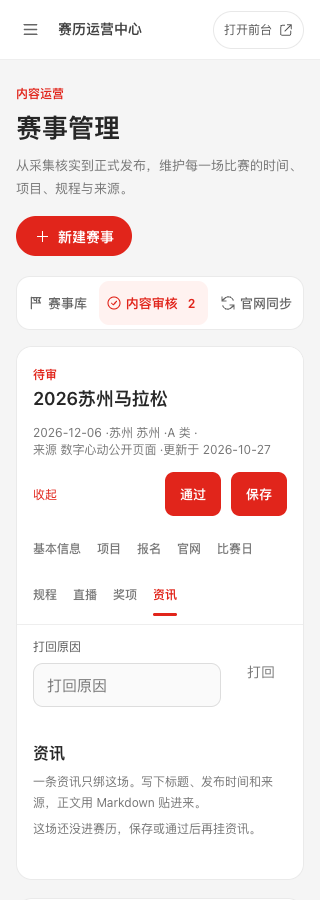 赛历运营中心
打开前台
内容运营
赛事管理
从采集核实到正式发布，维护每一场比赛的时间、
项目、规程与来源。
新建赛事
赛事库
内容审核 2
官网同步
待审
2026苏州马拉松
2026-12-06 ·苏州 苏州 ·A 类 ·
来源 数字心动公开页面 ·更新于 2026-10-27
收起
通过
保存
基本信息 项目 报名 官网 比赛日
规程 直播 奖项 资讯
打回原因
打回原因
打回
资讯
一条资讯只绑这场。写下标题、发布时间和来
源，正文用 Markdown 贴进来。
这场还没进赛历，保存或通过后再挂资讯。